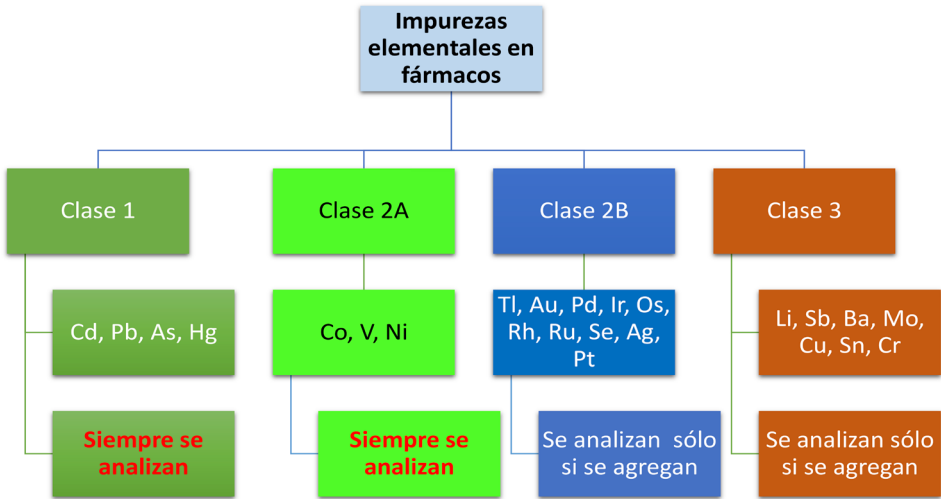 Impurezas
elementales en
fármacos
Clase 1
Clase 2A
Clase 2B
Clase 3
Cd, Pb, As, Hg
Co, V, Ni
Tl, Au, Pd, Ir, Os,
Rh, Ru, Se, Ag,
Pt
Li, Sb, Ba, Mo,
Cu, Sn, Cr
Siempre se
analizan
Siempre se
analizan
Se analizan sólo
si se agregan
Se analizan sólo
si se agregan